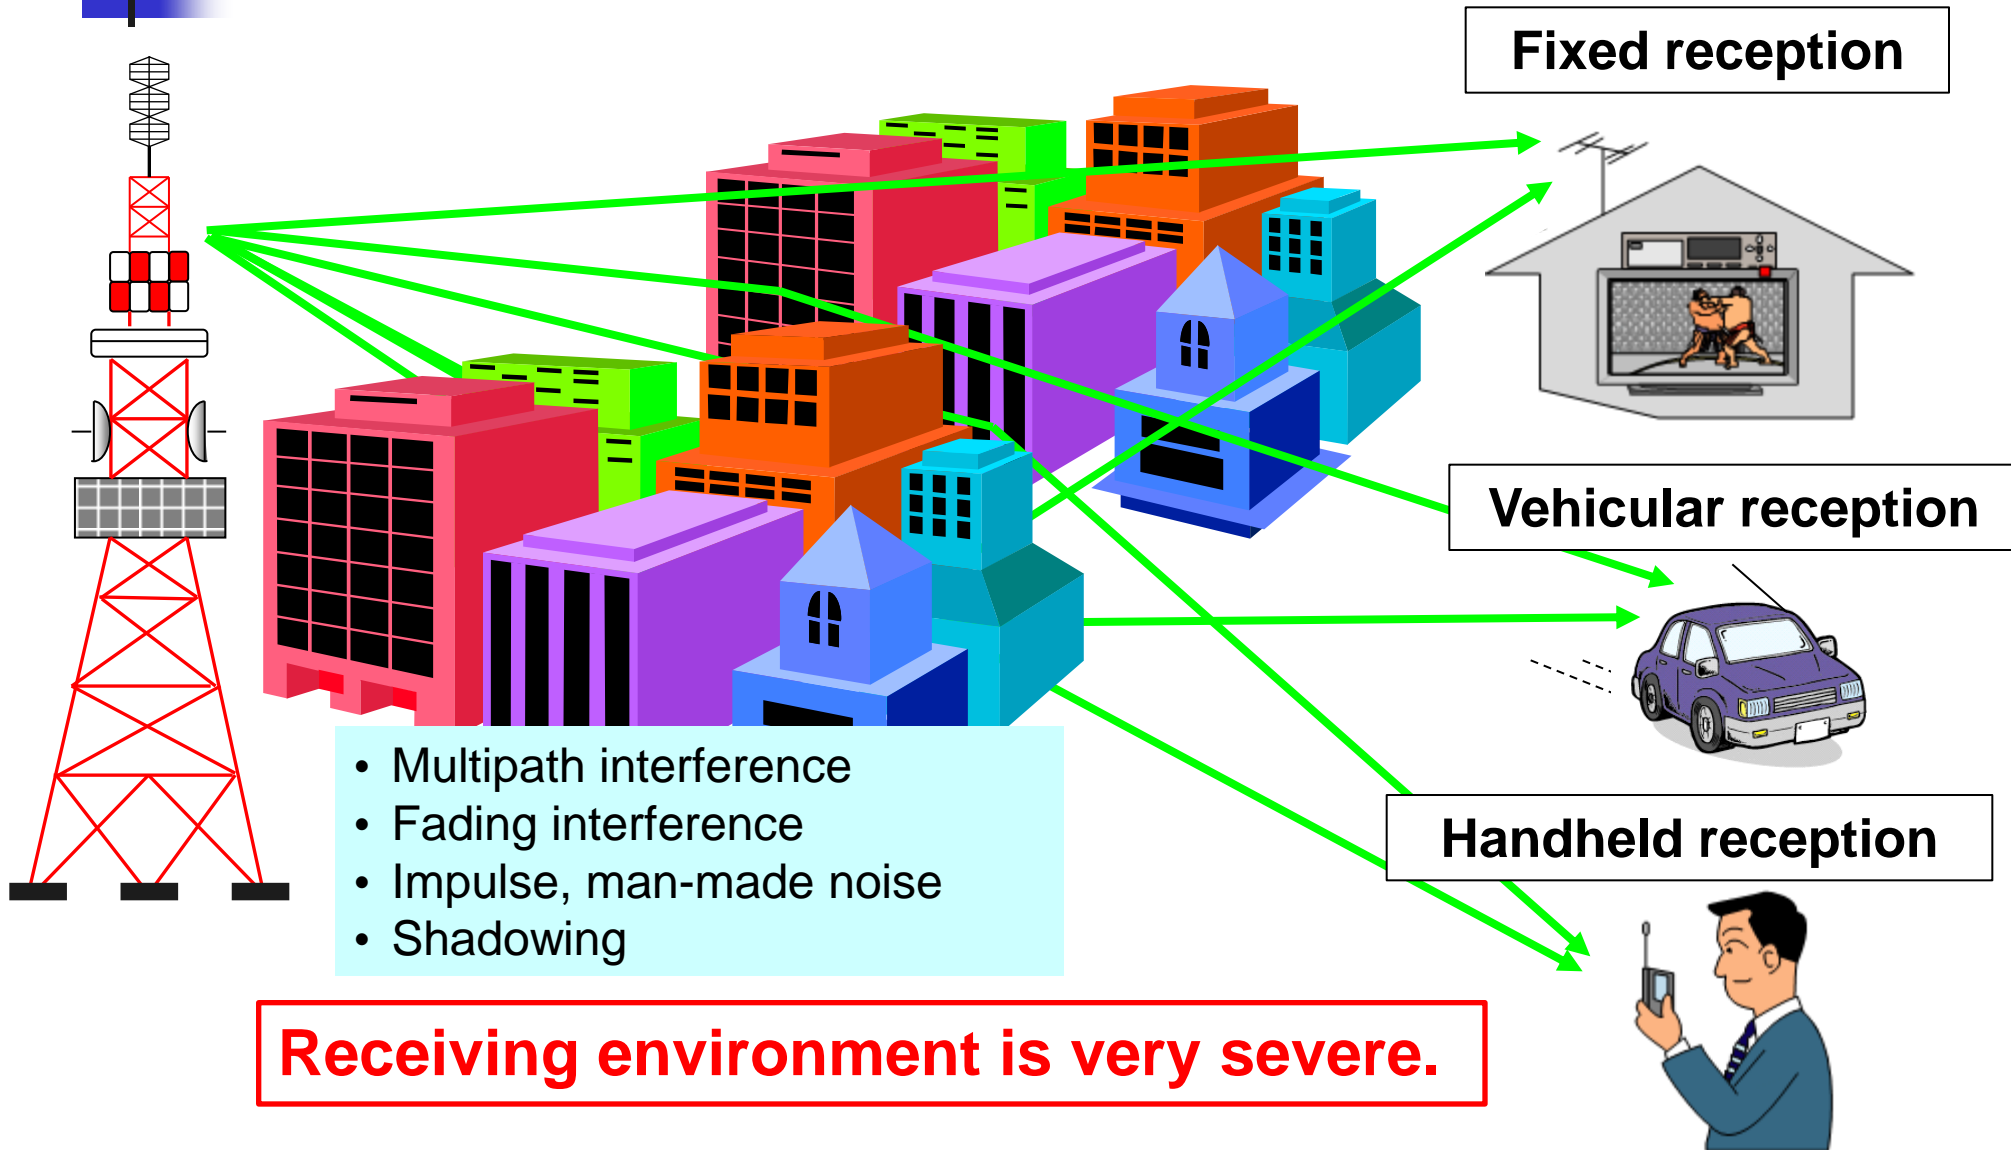 Fixed reception
Vehicular reception
• Multipath interference
• Fading interference
• Impulse, man-made noise
• Shadowing
Handheld reception
Receiving environment is very severe.